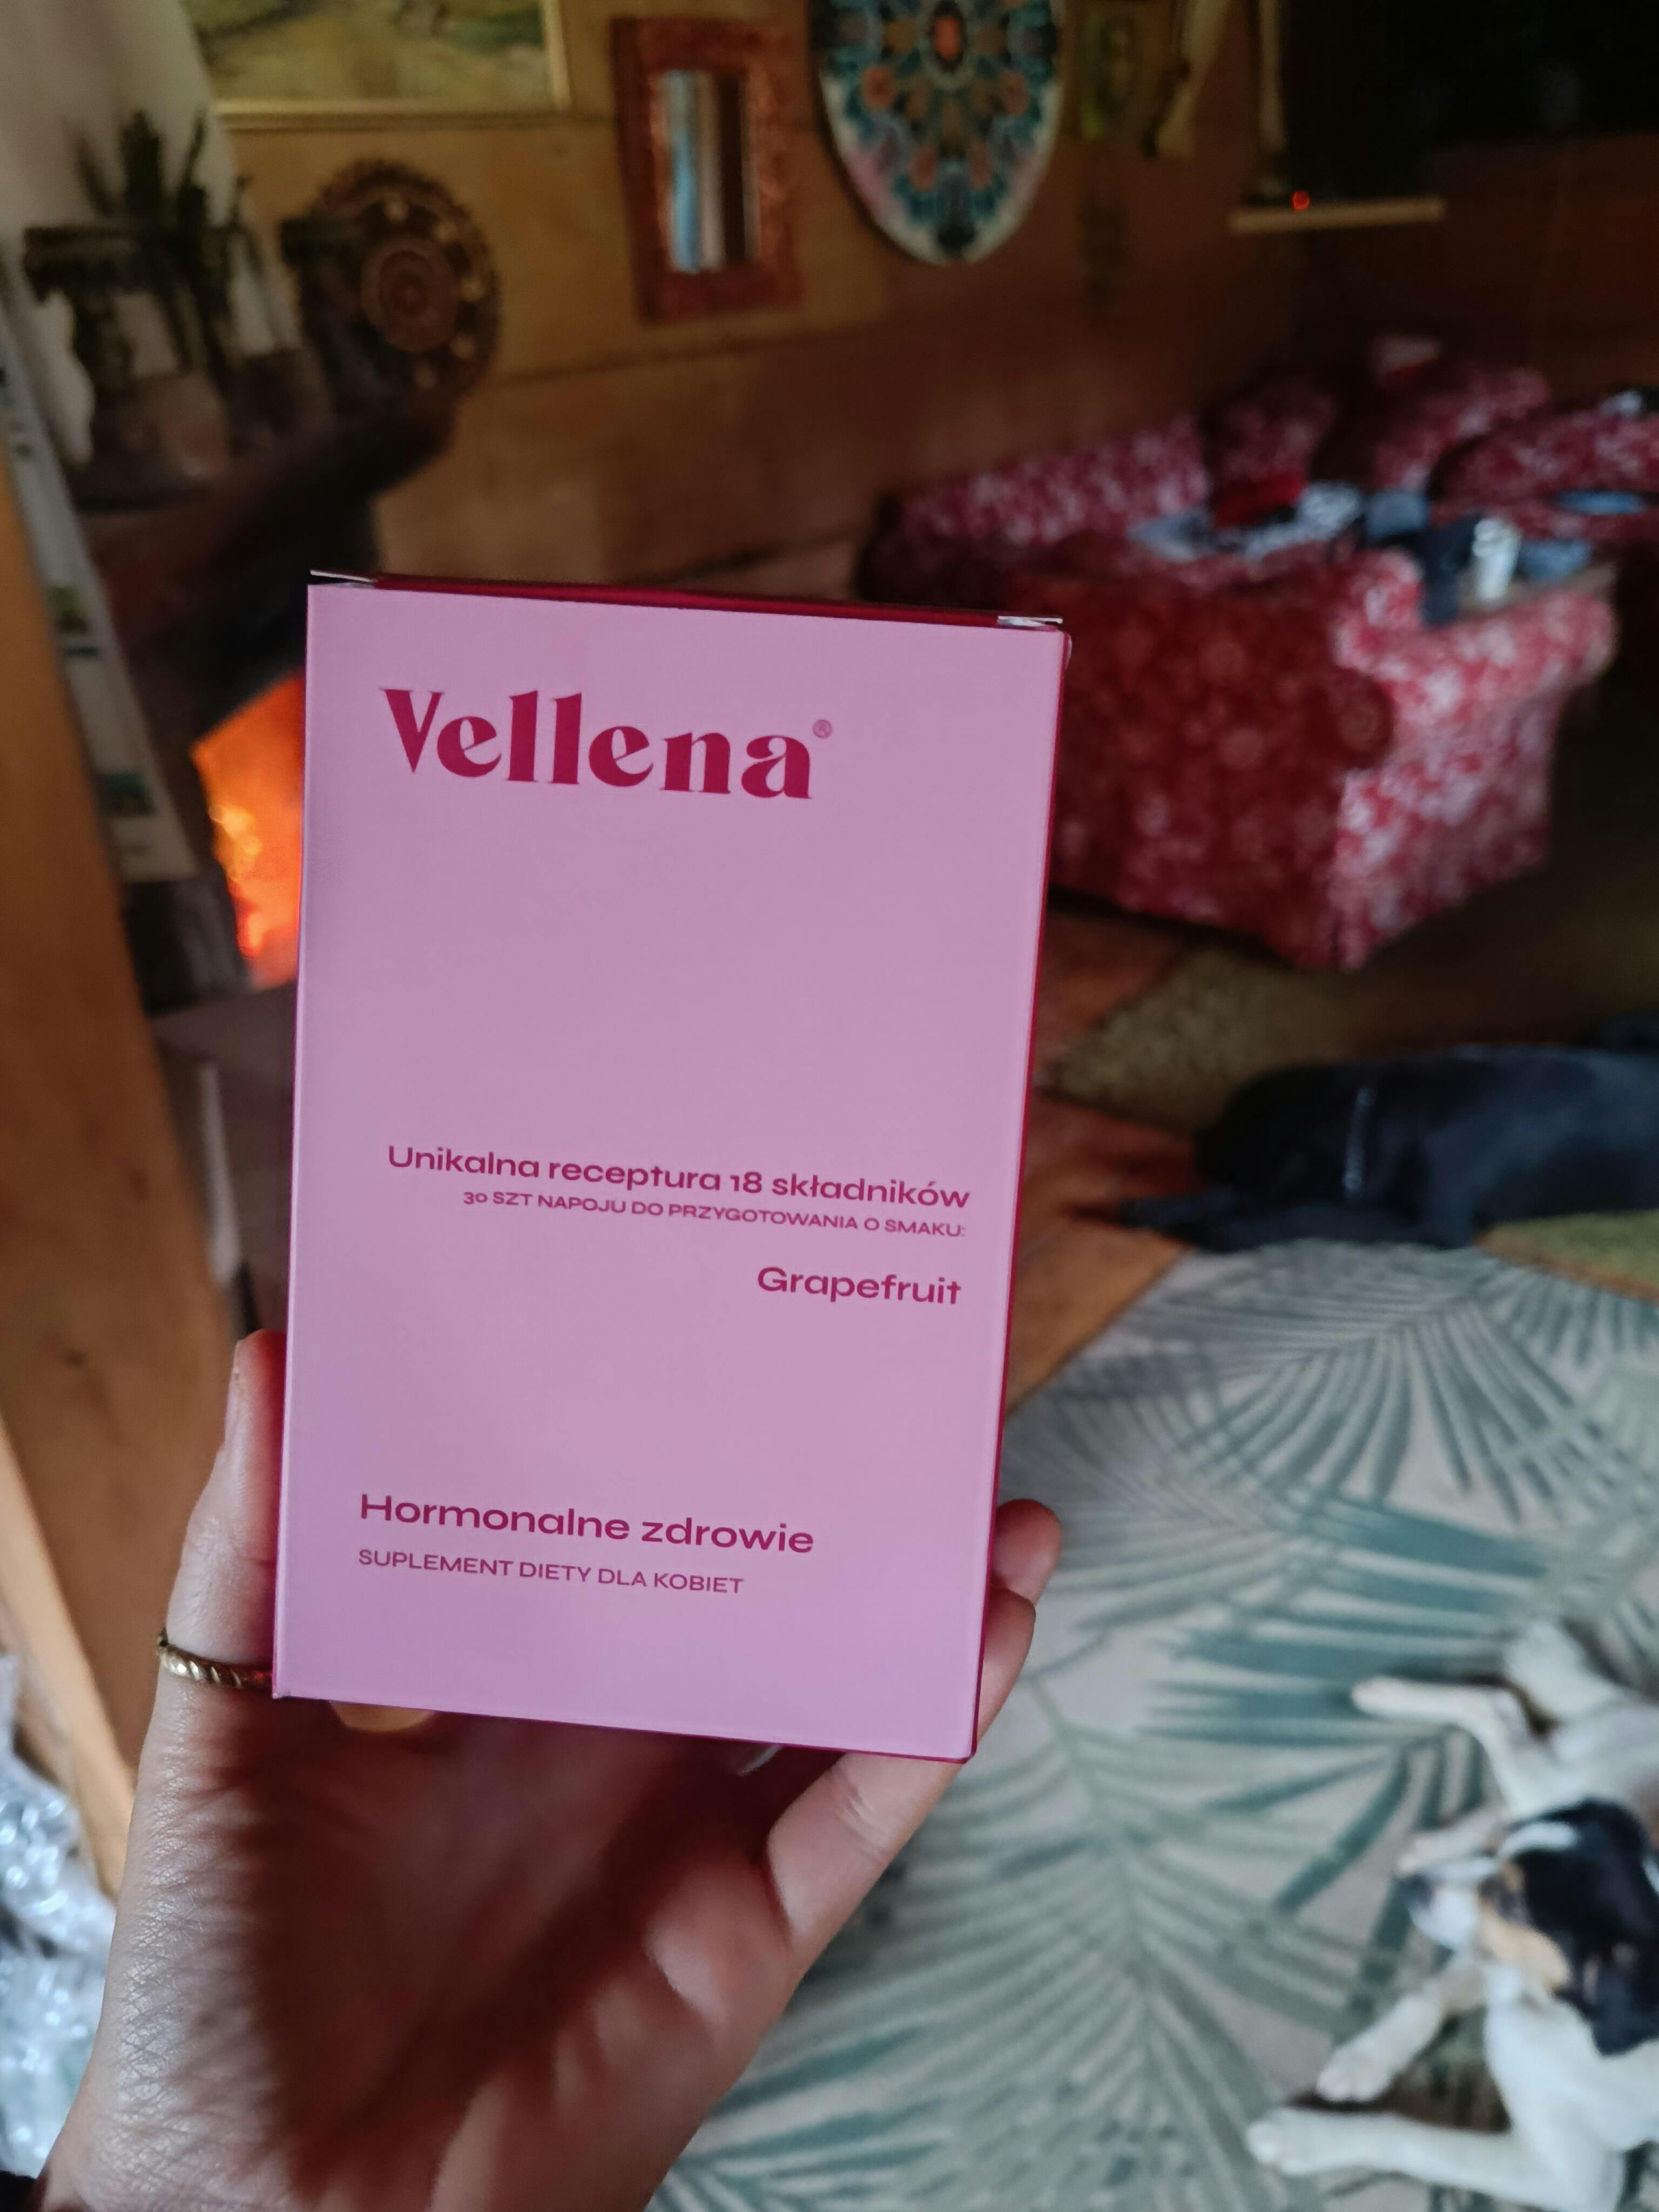 Vellena®
Unikalna receptura 18 składników
30 SZT NAPOJU DO PRZYGOTOWANIA O SMAKU:
Grapefruit
Hormonalne zdrowie
SUPLEMENT DIETY DLA KOBIET